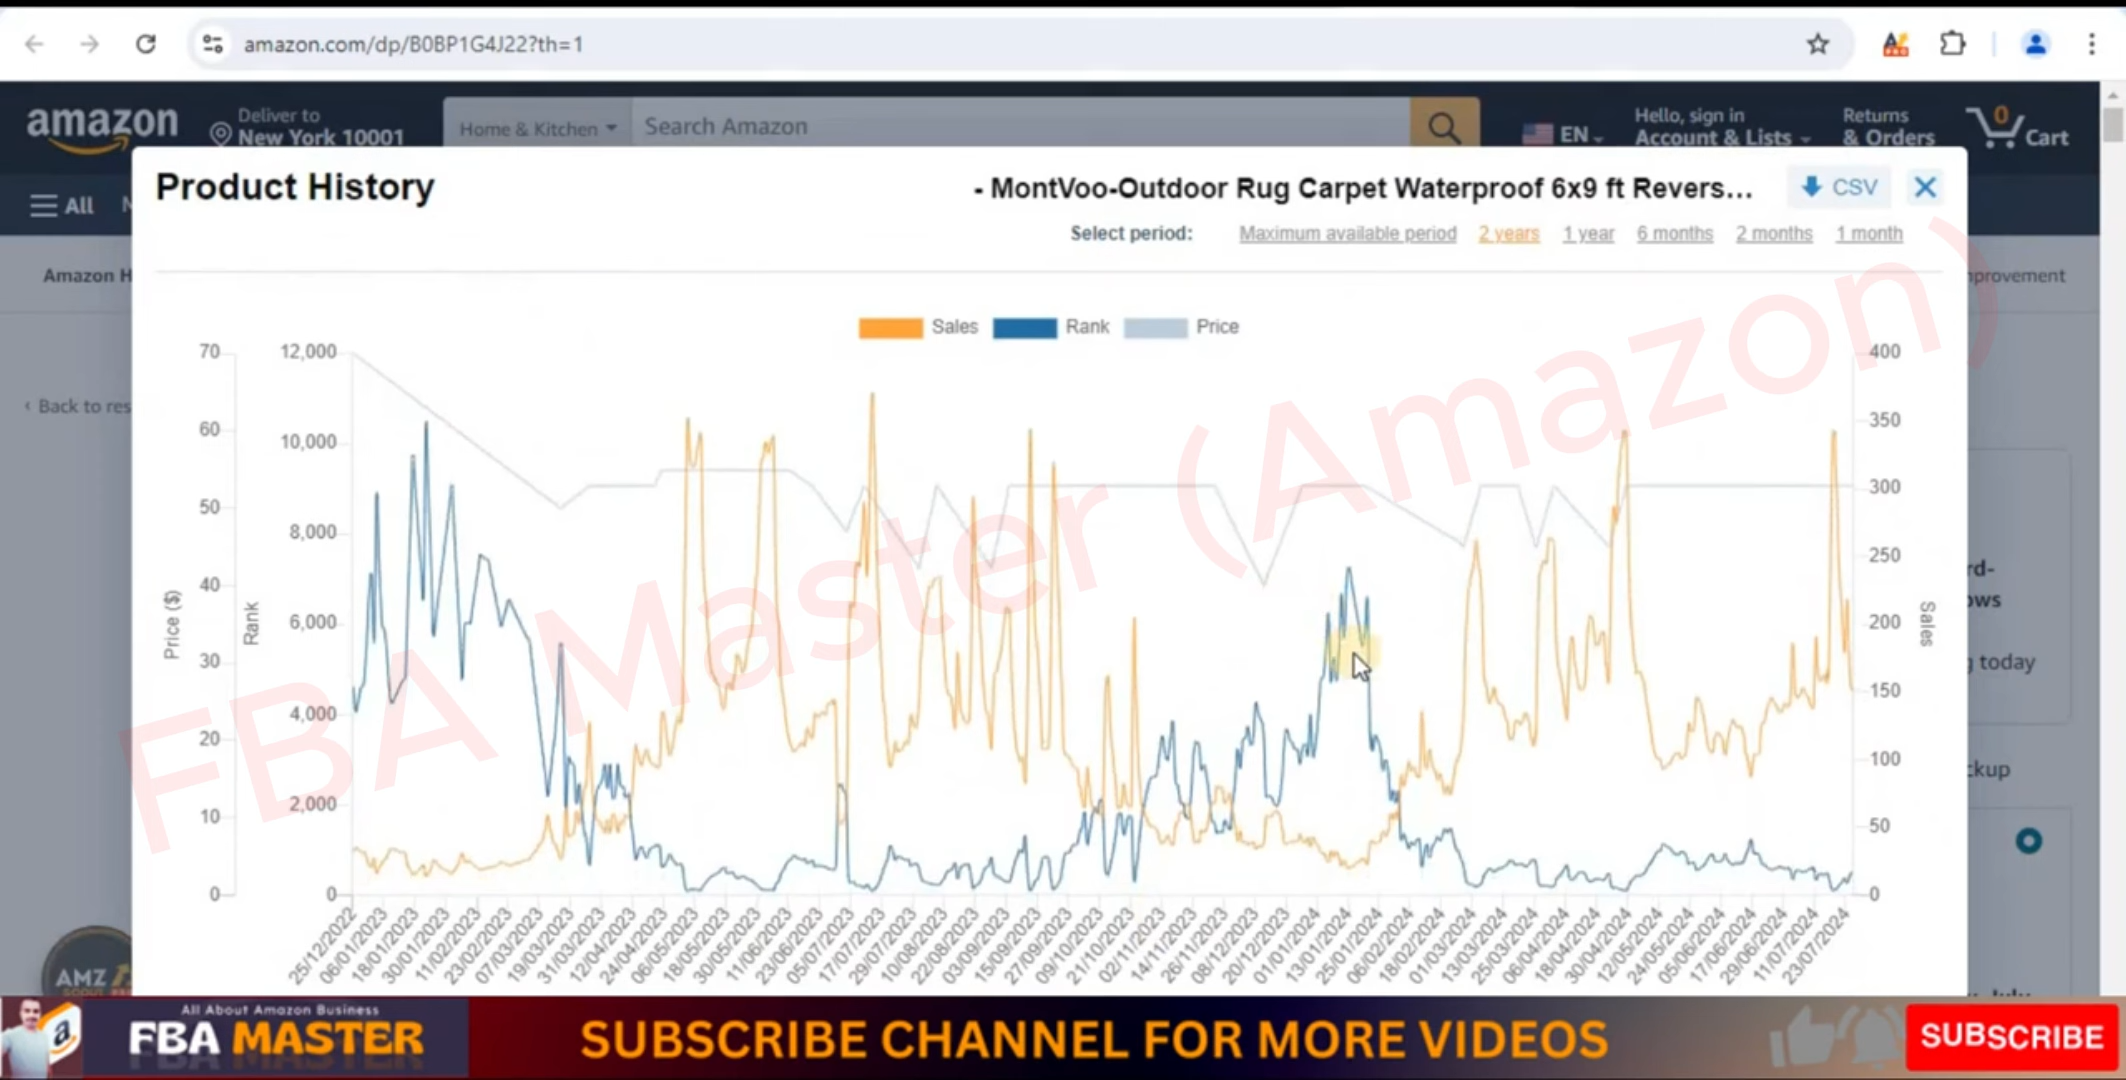 amazon.com/dp/B0BP1G4J22?th=1
amazon
Deliver to
New York 10001
Home & Kitchen
Search Amazon
EN
Hello, sign in
Account & Lists
Returns
& Orders
0
Cart
All
Product History
- MontVoo-Outdoor Rug Carpet Waterproof 6x9 ft Revers...
CSV
Select period:
Maximum available period
2 years
1 year
6 months
2 months
1 month
Amazon H
provement
Sales
Rank
Price
‹ Back to res
70
60
50
40
30
20
10
0
Price ($)
12,000
10,000
8,000
6,000
4,000
2,000
0
Rank
400
350
300
250
200
150
100
50
0
Sales
rd-
ows
g today
ckup
25/12/2022
06/01/2023
18/01/2023
30/01/2023
11/02/2023
23/02/2023
07/03/2023
19/03/2023
31/03/2023
12/04/2023
24/04/2023
06/05/2023
18/05/2023
30/05/2023
11/06/2023
23/06/2023
05/07/2023
17/07/2023
29/07/2023
10/08/2023
22/08/2023
03/09/2023
15/09/2023
27/09/2023
09/10/2023
21/10/2023
02/11/2023
14/11/2023
26/11/2023
08/12/2023
20/12/2023
01/01/2024
13/01/2024
25/01/2024
06/02/2024
18/02/2024
01/03/2024
13/03/2024
25/03/2024
06/04/2024
18/04/2024
30/04/2024
12/05/2024
24/05/2024
05/06/2024
17/06/2024
29/06/2024
11/07/2024
23/07/2024
FBA Master (Amazon)
AMZ
All About Amazon Business
FBA MASTER
SUBSCRIBE CHANNEL FOR MORE VIDEOS
SUBSCRIBE